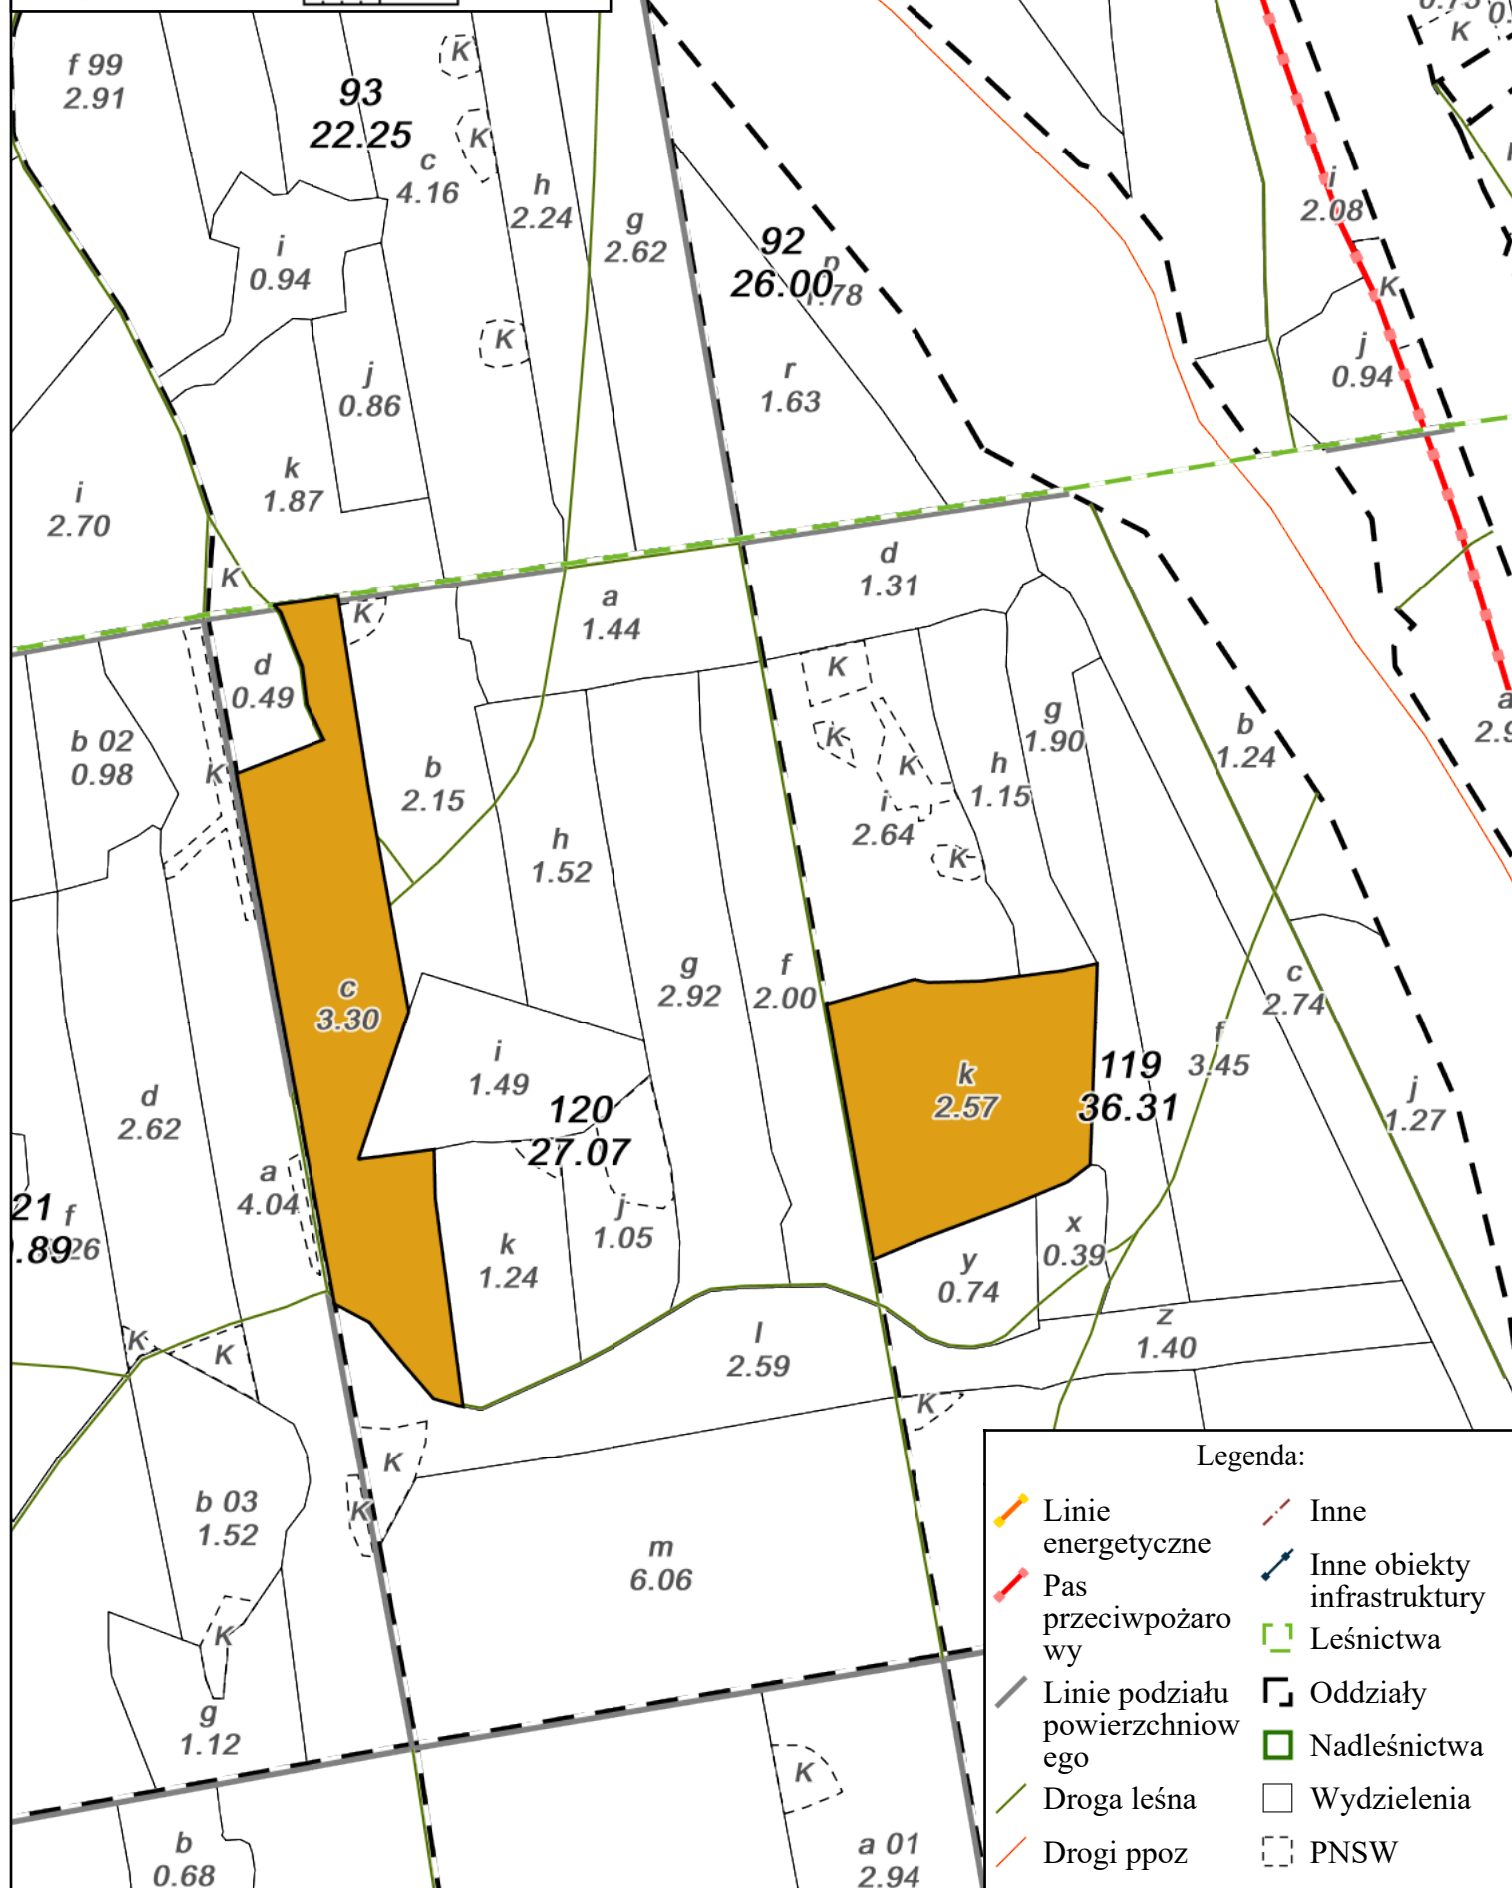 f 99
2.91
93
22.25
K
K
c
4.16
h
2.24
g
2.62
i
0.94
92
26.00
p
K
i
2.08
K
j
0.94
K
j
0.86
r
1.63
k
1.87
i
2.70
K
K
d
1.31
a
1.44
d
0.49
K
b 02
0.98
K
b
2.15
K
K
g
1.90
b
1.24
h
1.15
i
2.64
K
h
1.52
c
3.30
g
2.92
f
2.00
c
2.74
f
3.45
i
1.49
120
27.07
k
2.57
119
36.31
j
1.27
d
2.62
a
4.04
21
.89
f
26
j
1.05
k
1.24
x
0.39
y
0.74
z
1.40
l
2.59
K
K
K
K
K
b 03
1.52
m
6.06
K
g
1.12
K
b
0.68
a 01
2.94
Legenda:
Linie
energetyczne
Pas
przeciwpożaro
wy
Linie podziału
powierzchniow
ego
Droga leśna
Drogi ppoz
Inne
Inne obiekty
infrastruktury
Leśnictwa
Oddziały
Nadleśnictwa
Wydzielenia
PNSW